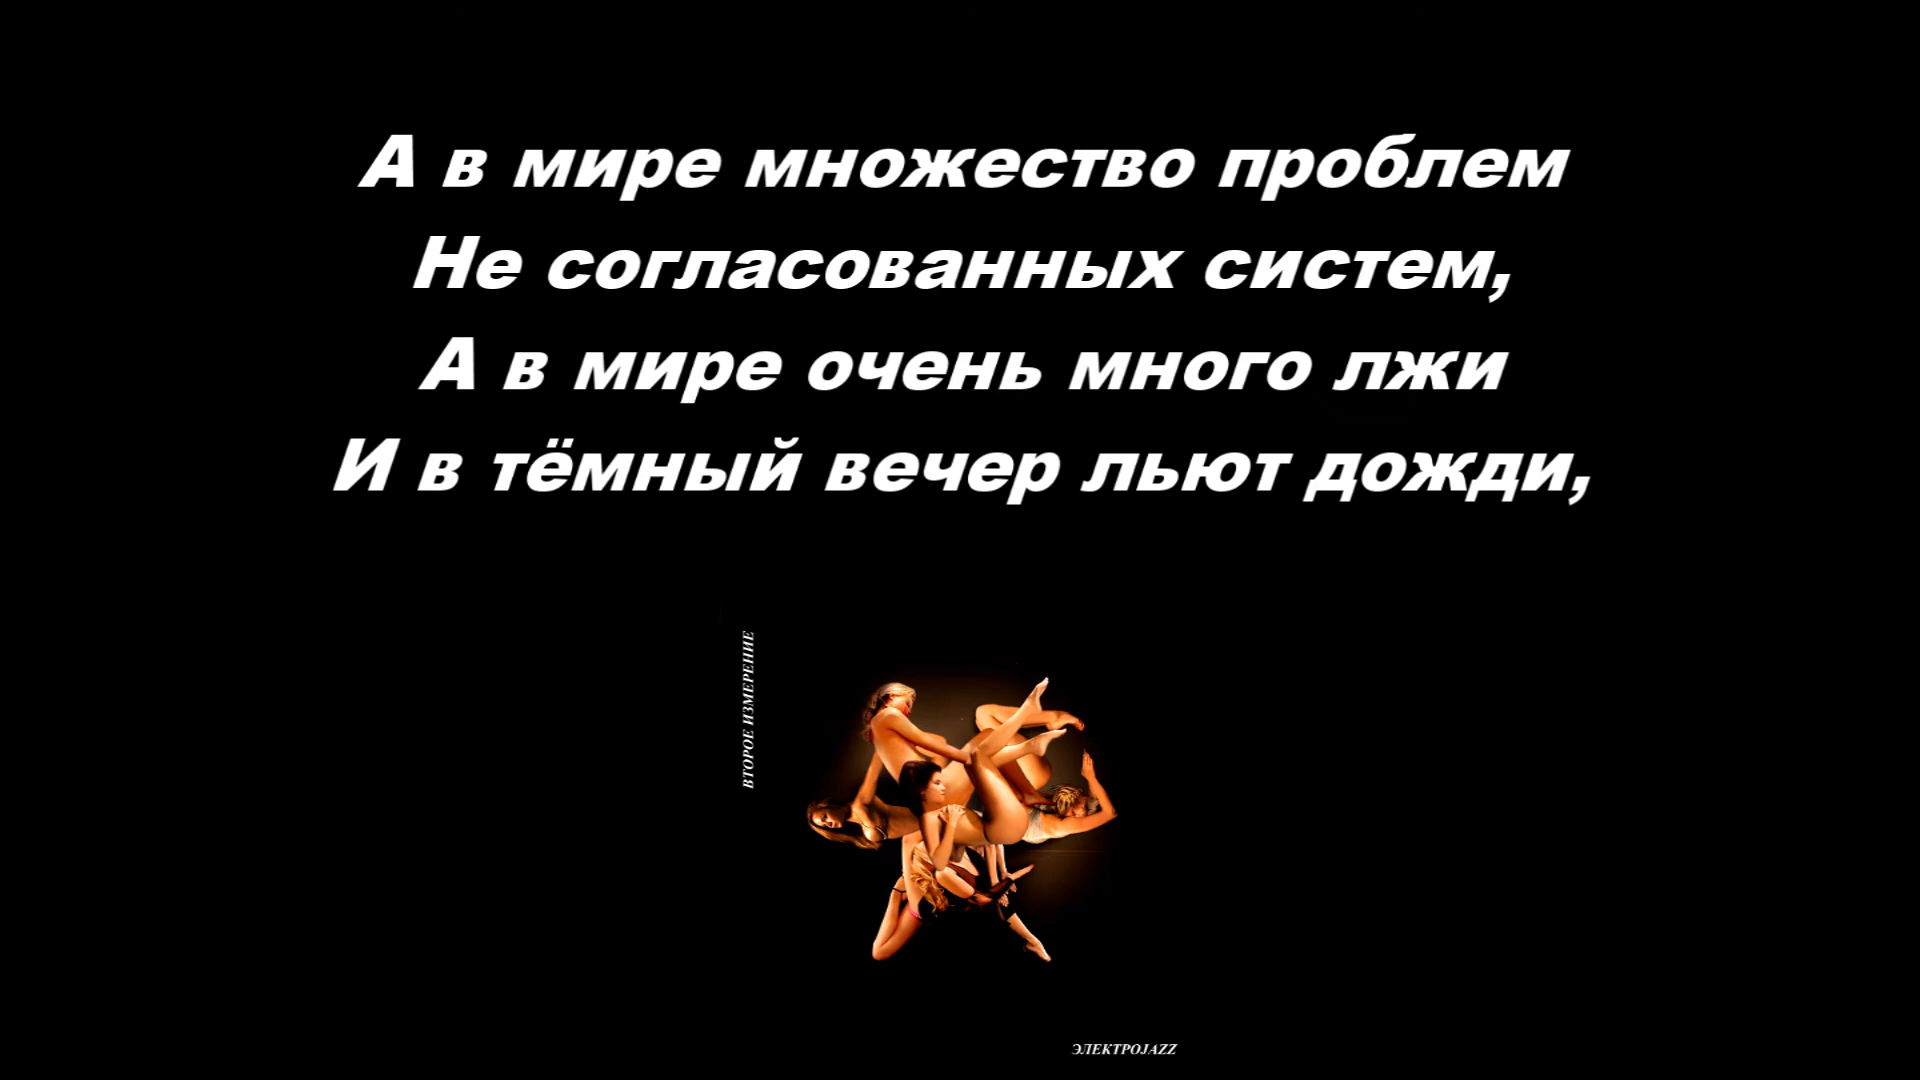 А в мире множество проблем
Не согласованных систем,
А в мире очень много лжи
И в тёмный вечер льют дожди,
ВТОРОЕ ИЗМЕРЕНИЕ
ЭЛЕКТРОJAZZ